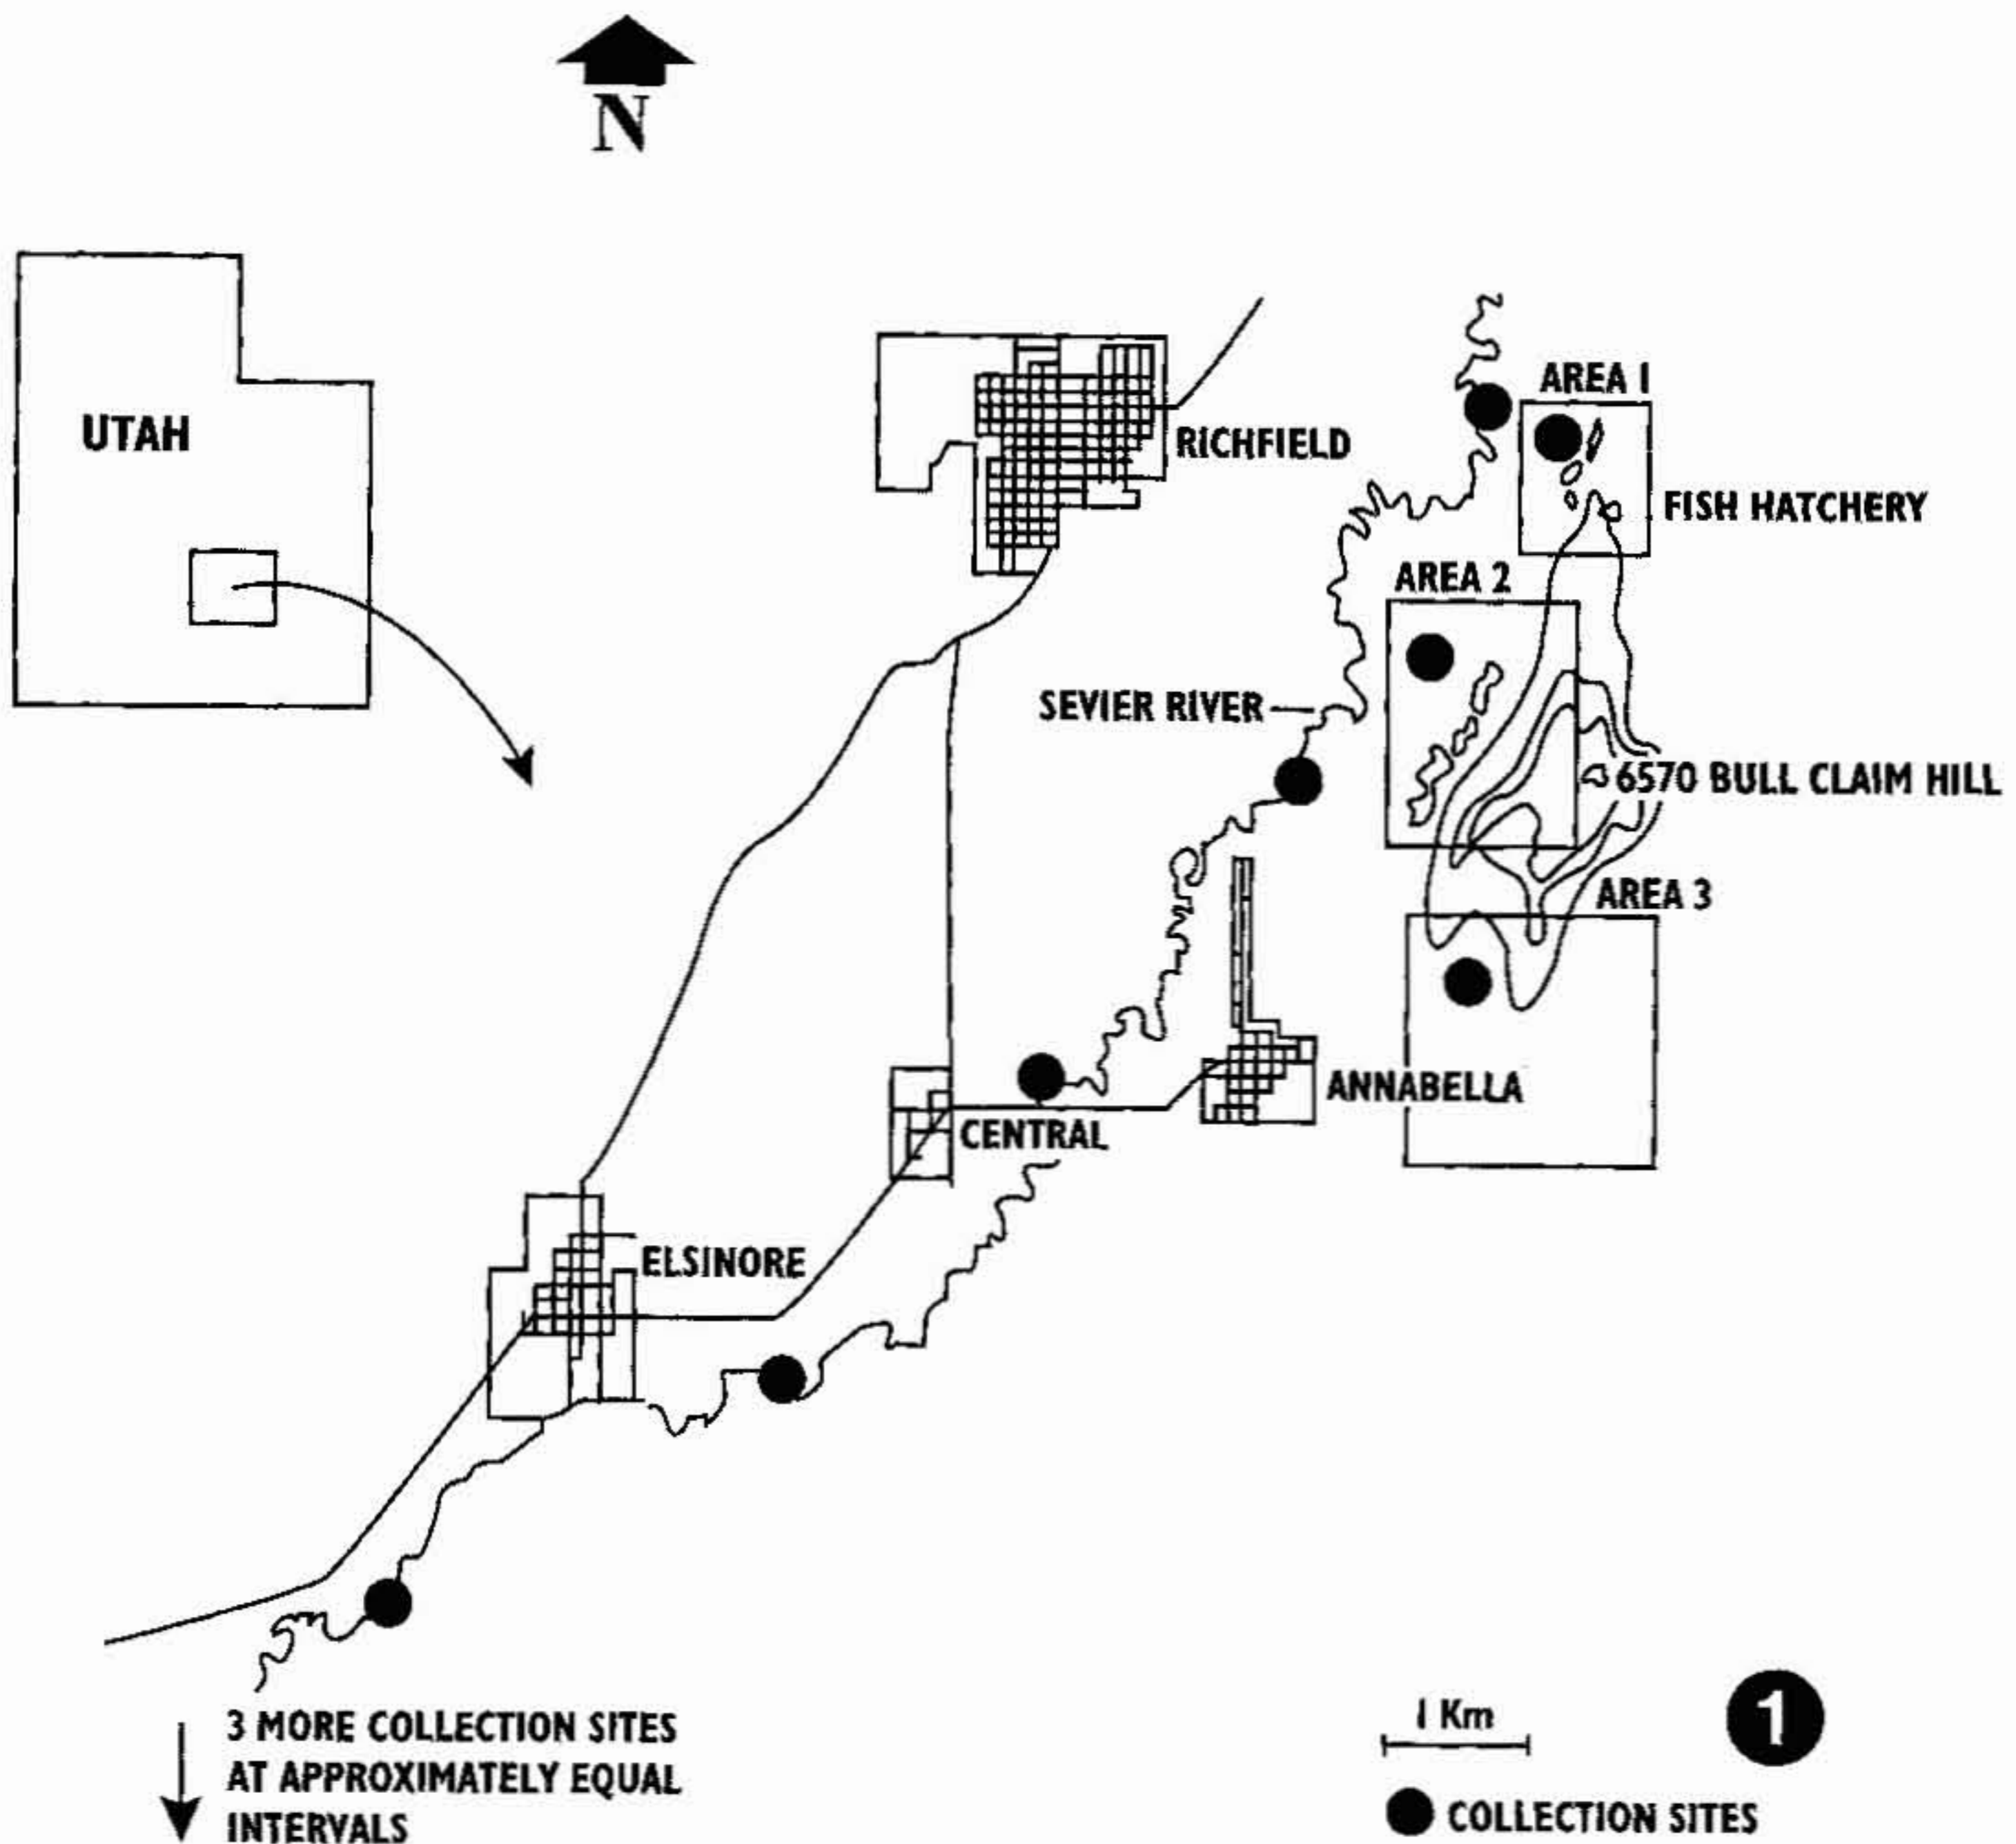 N
UTAH
RICHFIELD
AREA 1
FISH HATCHERY
AREA 2
SEVIER RIVER
6570 BULL CLAIM HILL
AREA 3
ANNABELLA
CENTRAL
ELSINORE
3 MORE COLLECTION SITES
AT APPROXIMATELY EQUAL
INTERVALS
1 Km
1
COLLECTION SITES